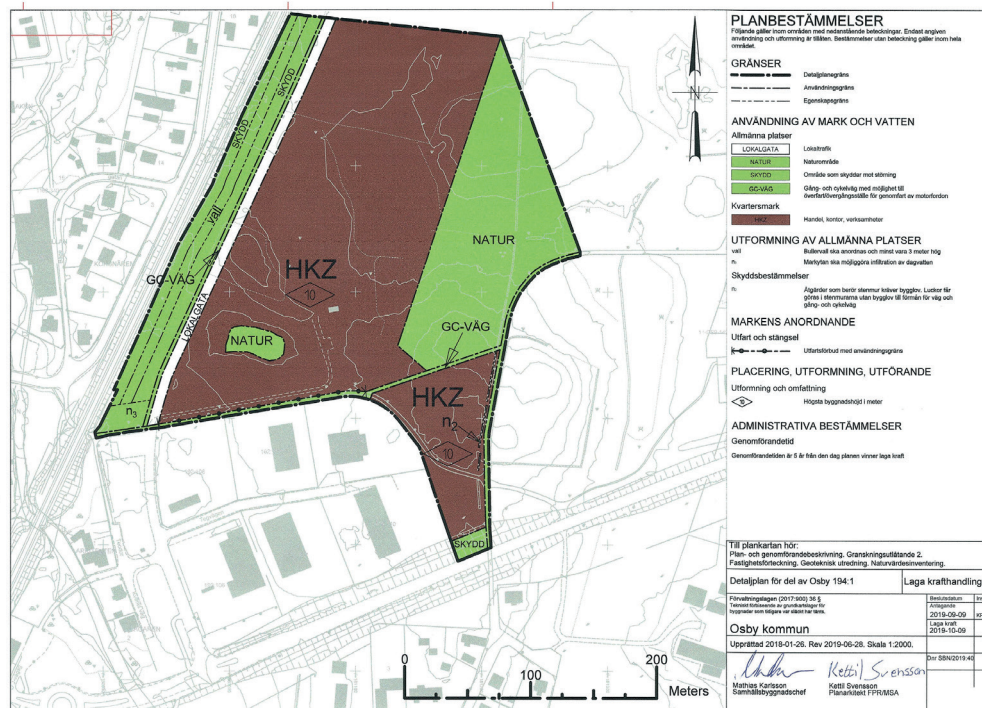 SKYDD
SKYDD
vall
GC-VÄG
LOKALGATA
HKZ
10
NATUR
NATUR
GC-VÄG
HKZ
n2
10
n3
SKYDD
N
0
200
Meters
PLANBESTÄMMELSER
Följande gäller inom områden med nedanstående beteckningar. Endast angiven
användning och utformning är tillåten. Bestämmelser utan beteckning gäller inom hela
området.
GRÄNSER
Detaljplanegräns
Användningsgräns
Egenskapsgräns
ANVÄNDNING AV MARK OCH VATTEN
Allmänna platser
LOKALGATA Lokaltrafik
NATUR Naturområde
SKYDD Område som skyddar mot störning
GC-VÄG Gång- och cykelväg med möjlighet till
överfart/övergångsställe för genomfart av motorfordon
Kvartersmark
HKZ Handel, kontor, verksamheter
UTFORMNING AV ALLMÄNNA PLATSER
vall Bullervall ska anordnas och minst vara 3 meter hög
Markytan ska möjliggöra infiltration av dagvatten
Skyddsbestämmelser
Åtgärder som berör stenmur kräver bygglov. Luckor får
göras i stenmurarna utan bygglov till förmån för väg och
gång- och cykelväg
MARKENS ANORDNANDE
Utfart och stängsel
Utfartsförbud med användningsgräns
PLACERING, UTFORMNING, UTFÖRANDE
Utformning och omfattning
10 Högsta byggnadshöjd i meter
ADMINISTRATIVA BESTÄMMELSER
Genomförandetid
Genomförandetiden är 5 år från den dag planen vinner laga kraft
Till plankartan hör:
Plan- och genomförandebeskrivning. Granskningsutlåtande 2.
Fastighetsförteckning. Geoteknisk utredning. Naturvärdesinventering.
Detaljplan för del av Osby 194:1
Laga krafthandling
Förvaltningslagen (2017:900) 36 §
Beslutsdatum
Antagande
2019-09-09
Laga kraft
2019-10-09
Osby kommun
Upprättad 2018-01-26. Rev 2019-06-28. Skala 1:2000.
Dnr SBN/2019:40
Kettil Svensson
Mathias Karlsson
Samhällsbyggnadschef
Kettil Svensson
Planarkitekt FPR/MSA